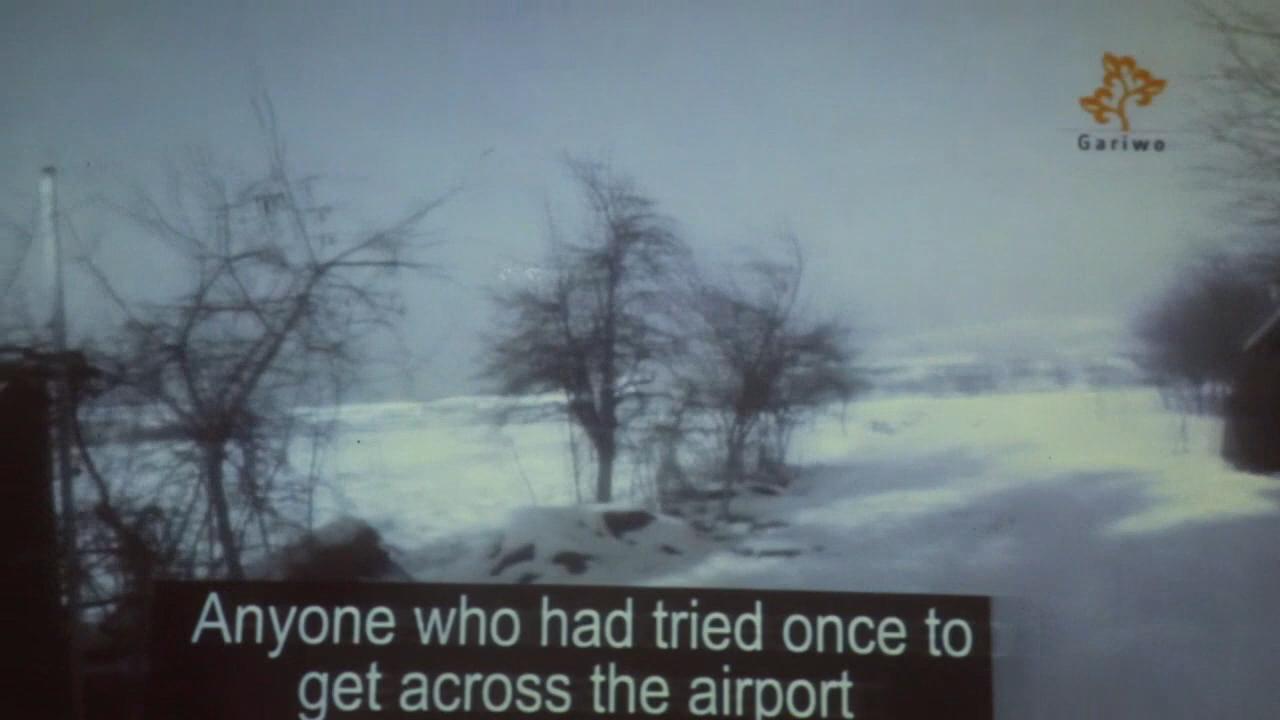 Gariwo
Anyone who had tried once to
get across the airport